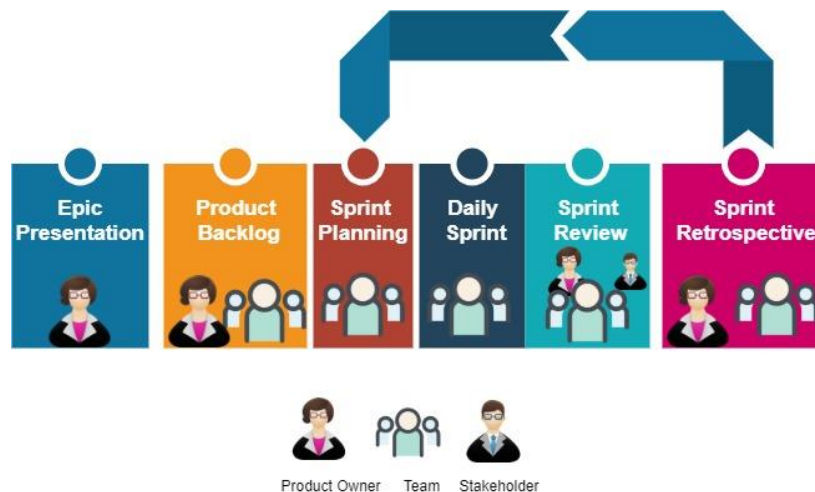 Epic
Presentation
Product
Backlog
Sprint
Planning
Daily
Sprint
Sprint
Review
Sprint
Retrospective
Product Owner
Team
Stakeholder